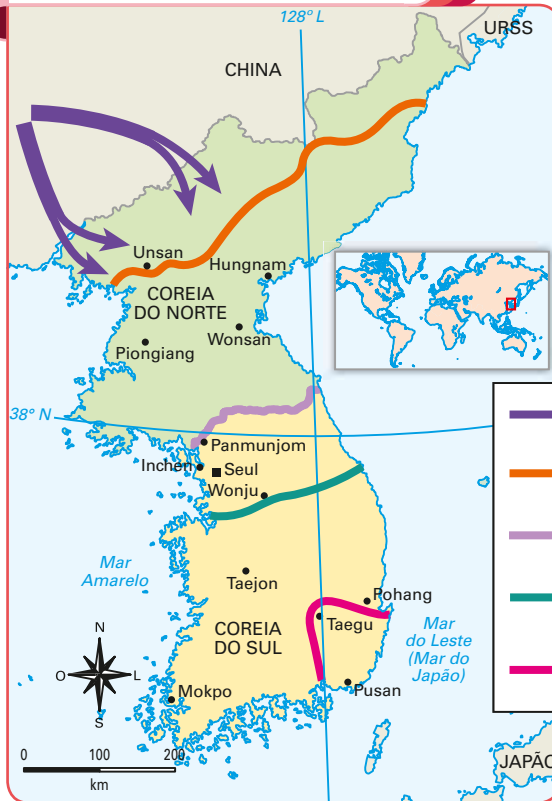 128° L
URSS
CHINA
Unsan
Hungnam
COREIA
DO NORTE
Wonsan
Piongiang
38° N
Panmunjom
Inchen
Seul
Wonju
Mar
Amarelo
Taejon
Pohang
Taegu
COREIA
DO SUL
Mar
do Leste
(Mar do
Japão)
N
O L
S
Mokpo
Pusan
0 100 200
km
JAPÃO